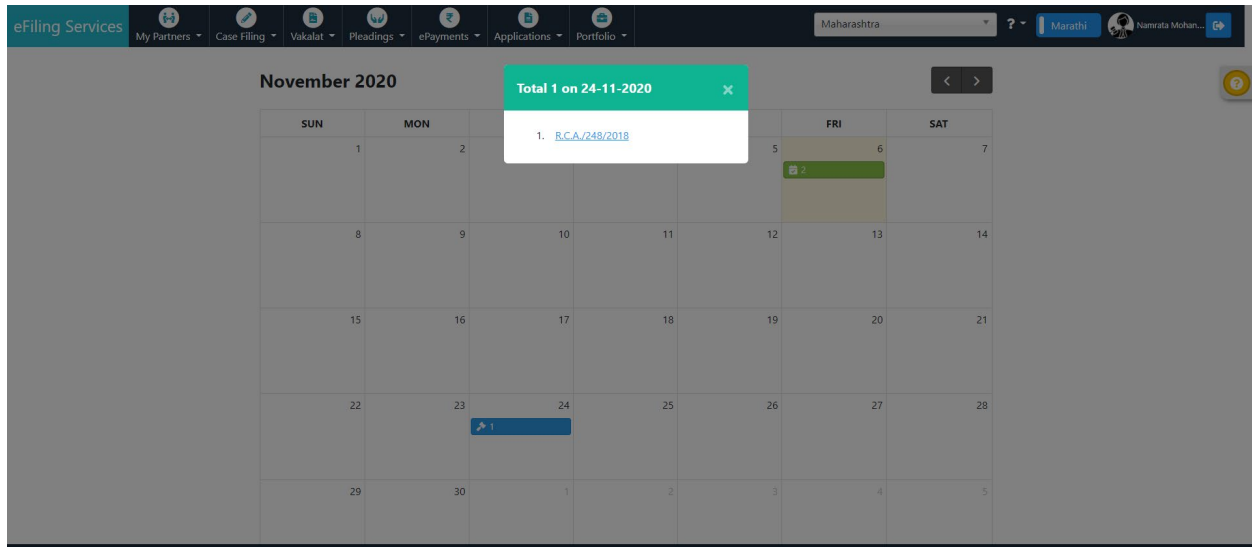 eFiling Services My Partners Case Filing Vakalat Pleadings ePayments Applications Portfolio Maharashtra ? Marathi Namrata Mohan...
November 2020
Total 1 on 24-11-2020 ×
1. R.C.A./248/2018
SUN MON FRI SAT
1 2 5 6 7
2
8 9 10 11 12 13 14
15 16 17 18 19 20 21
22 23 24 25 26 27 28
1
29 30 1 2 3 4 5